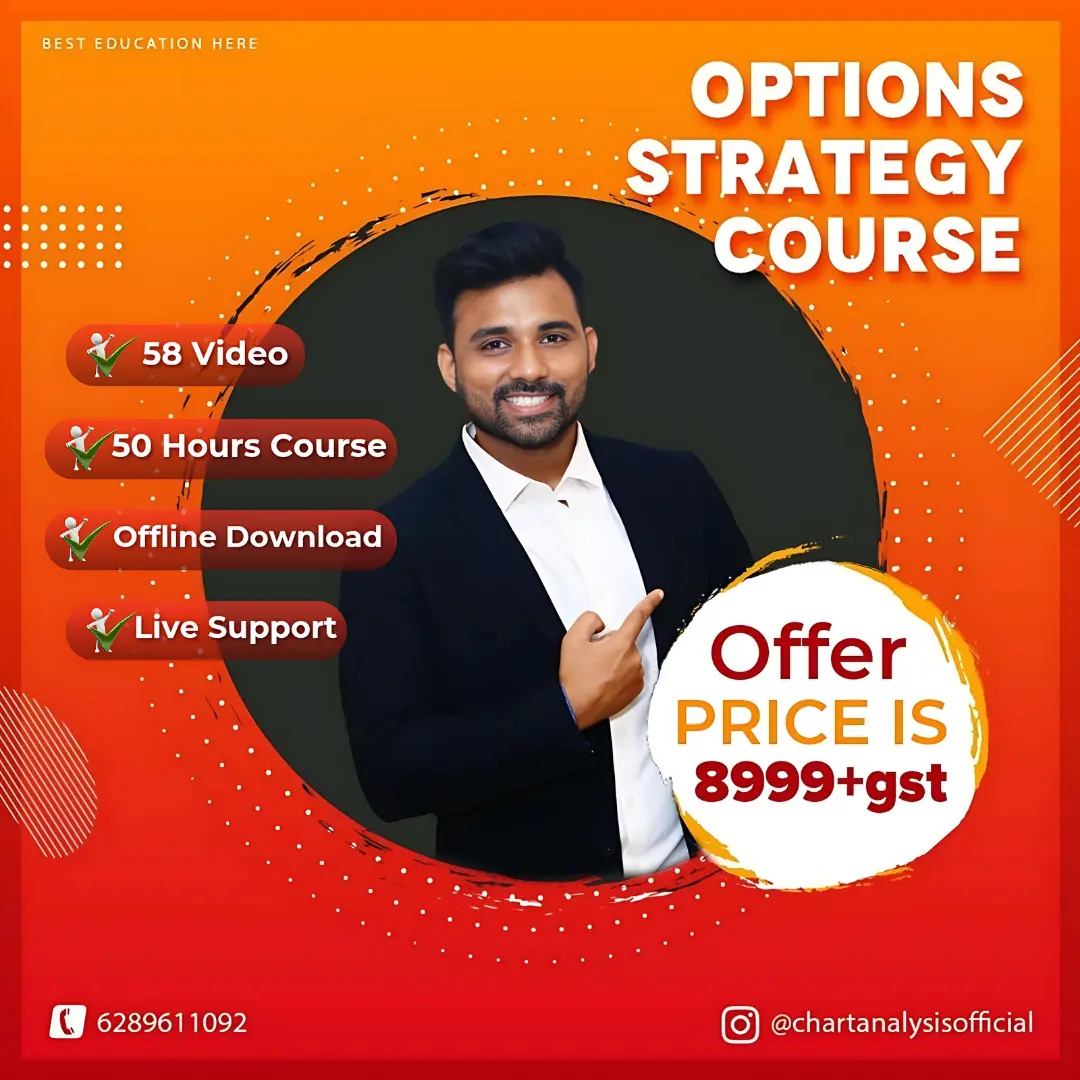 BEST EDUCATION HERE
OPTIONS
STRATEGY
COURSE
58 Video
50 Hours Course
Offline Download
Live Support
Offer
PRICE IS
8999+gst
6289611092
@chartanalysisofficial